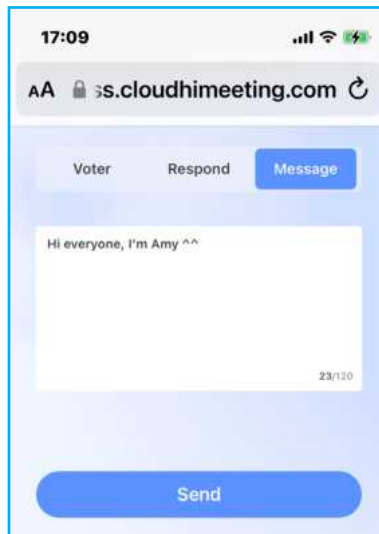 17:09
AA ss.cloudhimeeting.com
Voter Respond Message
Hi everyone, I'm Amy ^^
23/120
Send